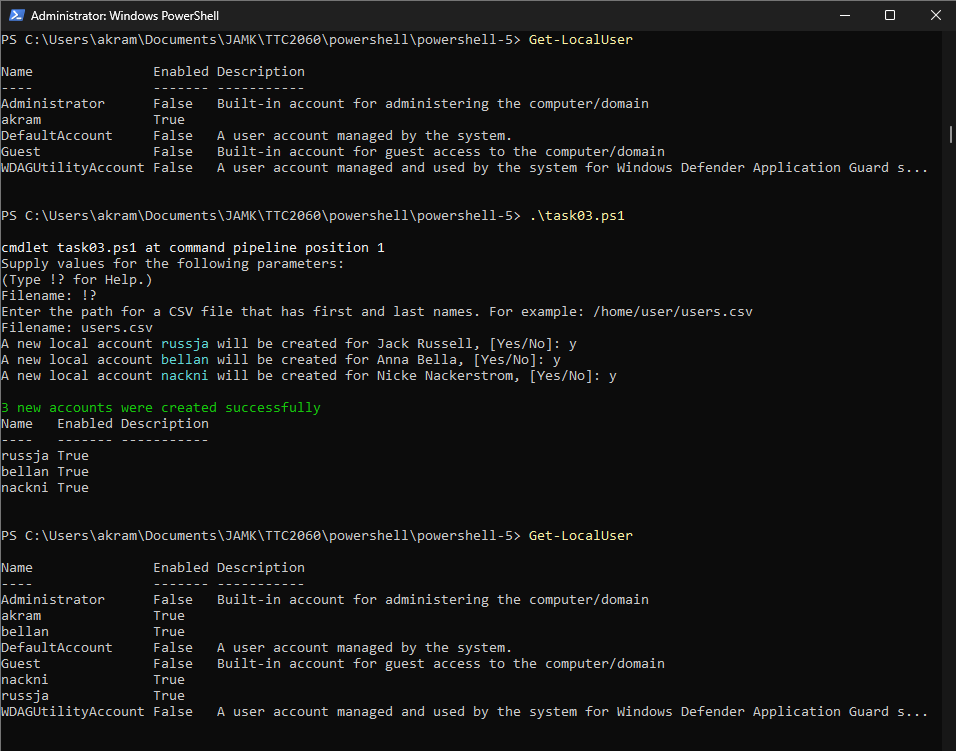 Administrator: Windows PowerShell
PS C:\Users\akram\Documents\JAMK\TTC2060\powershell\powershell-5> Get-LocalUser
Name               Enabled Description
----               ------- -----------
Administrator      False   Built-in account for administering the computer/domain
akram              True
DefaultAccount     False   A user account managed by the system.
Guest              False   Built-in account for guest access to the computer/domain
WDAGUtilityAccount False   A user account managed and used by the system for Windows Defender Application Guard s...
PS C:\Users\akram\Documents\JAMK\TTC2060\powershell\powershell-5> .\task03.ps1
cmdlet task03.ps1 at command pipeline position 1
Supply values for the following parameters:
(Type !? for Help.)
Filename: !?
Enter the path for a CSV file that has first and last names. For example: /home/user/users.csv
Filename: users.csv
A new local account russja will be created for Jack Russell, [Yes/No]: y
A new local account bellan will be created for Anna Bella, [Yes/No]: y
A new local account nackni will be created for Nicke Nackerstrom, [Yes/No]: y
3 new accounts were created successfully
Name   Enabled Description
----   ------- -----------
russja True
bellan True
nackni True
PS C:\Users\akram\Documents\JAMK\TTC2060\powershell\powershell-5> Get-LocalUser
Name               Enabled Description
----               ------- -----------
Administrator      False   Built-in account for administering the computer/domain
akram              True
bellan             True
DefaultAccount     False   A user account managed by the system.
Guest              False   Built-in account for guest access to the computer/domain
nackni             True
russja             True
WDAGUtilityAccount False   A user account managed and used by the system for Windows Defender Application Guard s...